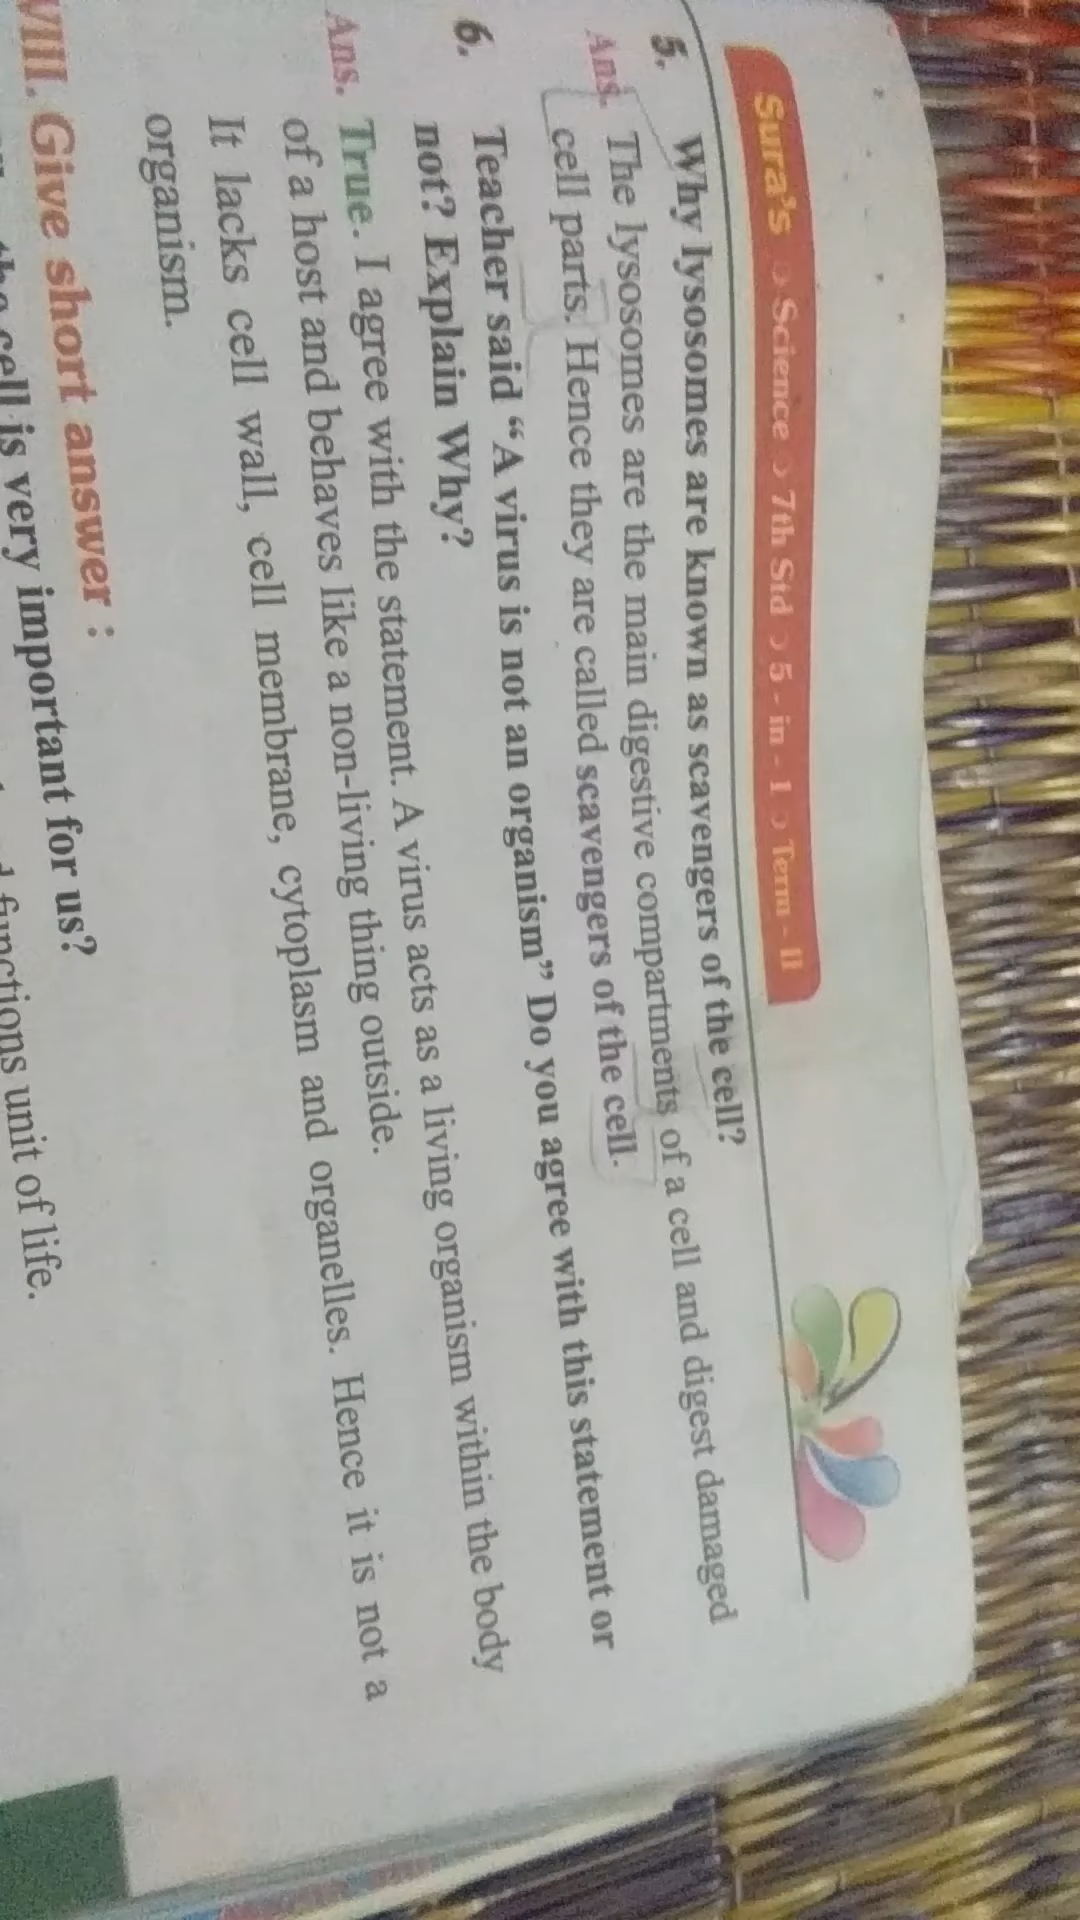 Sura's Science 7th Std 5 - in - 1 Term - II
5. Why lysosomes are known as scavengers of the cell?
Ans. The lysosomes are the main digestive compartments of a cell and digest damaged
cell parts. Hence they are called scavengers of the cell.
6. Teacher said “A virus is not an organism” Do you agree with this statement or
not? Explain Why?
Ans. True. I agree with the statement. A virus acts as a living organism within the body
of a host and behaves like a non-living thing outside.
It lacks cell wall, cell membrane, cytoplasm and organelles. Hence it is not a
organism.
VIII. Give short answer :
cell is very important for us?
functions unit of life.